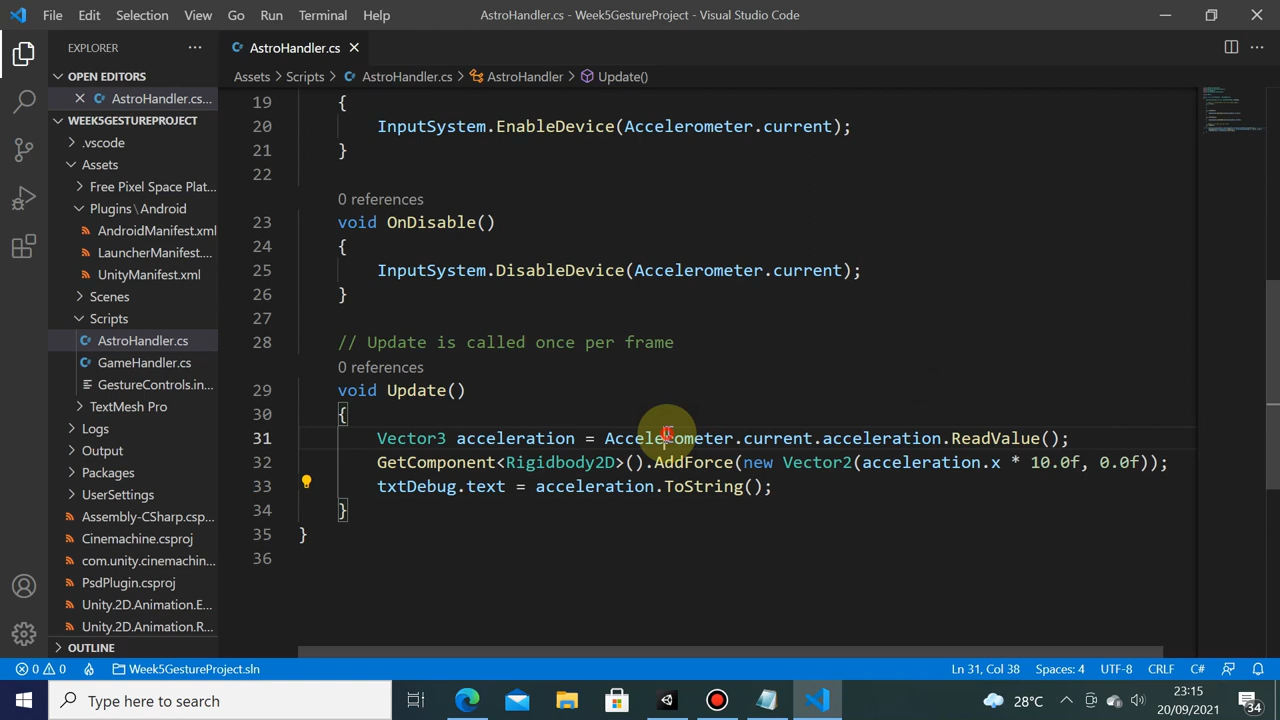 File Edit Selection View Go Run Terminal Help AstroHandler.cs - Week5GestureProject - Visual Studio Code
EXPLORER
OPEN EDITORS
AstroHandler.cs...
WEEK5GESTUREPROJECT
.vscode
Assets
Free Pixel Space Plat...
Plugins\Android
AndroidManifest.xml
LauncherManifest....
UnityManifest.xml
Scenes
Scripts
AstroHandler.cs
GameHandler.cs
GestureControls.in...
TextMesh Pro
Logs
Packages
UserSettings
Assembly-CSharp.csp...
Cinemachine.csproj
com.unity.cinemachin...
PsdPlugin.csproj
Unity.2D.Animation.E...
Unity.2D.Animation.R...
OUTLINE
AstroHandler.cs
Assets > Scripts > AstroHandler.cs > AstroHandler > Update()
19 {
20 InputSystem.EnableDevice(Accelerometer.current);
21 }
22
0 references
23 void OnDisable()
24 {
25 InputSystem.DisableDevice(Accelerometer.current);
26 }
27
28 // Update is called once per frame
0 references
29 void Update()
30 {
31 Vector3 acceleration = Accelerometer.current.acceleration.ReadValue();
32 GetComponent<Rigidbody2D>().AddForce(new Vector2(acceleration.x * 10.0f, 0.0f));
33 txtDebug.text = acceleration.ToString();
34 }
35 }
36
0 0 Week5GestureProject.sln Ln 31, Col 38 Spaces: 4 UTF-8 CRLF C#
Type here to search 28°C 23:15
20/09/2021 34